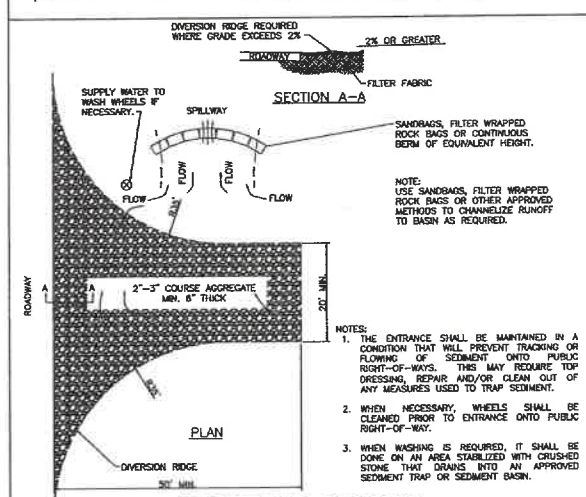 DIVERSION RIDGE REQUIRED
WHERE GRADE EXCEEDS 2%
2% OR GREATER
ROADWAY
FILTER FABRIC
SECTION A-A
SUPPLY WATER TO
WASH WHEELS IF
NECESSARY.
SPILLWAY
SANDBAGS, FILTER WRAPPED
ROCK BAGS OR CONTINUOUS
BERM OF EQUIVALENT HEIGHT.
FLOW
FLOW
FLOW
FLOW
NOTE:
USE SANDBAGS, FILTER WRAPPED
ROCK BAGS OR OTHER APPROVED
METHODS TO CHANNELIZE RUNOFF
TO BASIN AS REQUIRED.
R35'
ROADWAY
A
A
2"-3" COURSE AGGREGATE
MIN. 6" THICK
20' MIN.
R35'
PLAN
DIVERSION RIDGE
50' MIN.
NOTES:
1. THE ENTRANCE SHALL BE MAINTAINED IN A
CONDITION THAT WILL PREVENT TRACKING OR
FLOWING OF SEDIMENT ONTO PUBLIC
RIGHT-OF-WAYS. THIS MAY REQUIRE TOP
DRESSING, REPAIR AND/OR CLEAN OUT OF
ANY MEASURES USED TO TRAP SEDIMENT.
2. WHEN NECESSARY, WHEELS SHALL BE
CLEANED PRIOR TO ENTRANCE ONTO PUBLIC
RIGHT-OF-WAY.
3. WHEN WASHING IS REQUIRED, IT SHALL BE
DONE ON AN AREA STABILIZED WITH CRUSHED
STONE THAT DRAINS INTO AN APPROVED
SEDIMENT TRAP OR SEDIMENT BASIN.